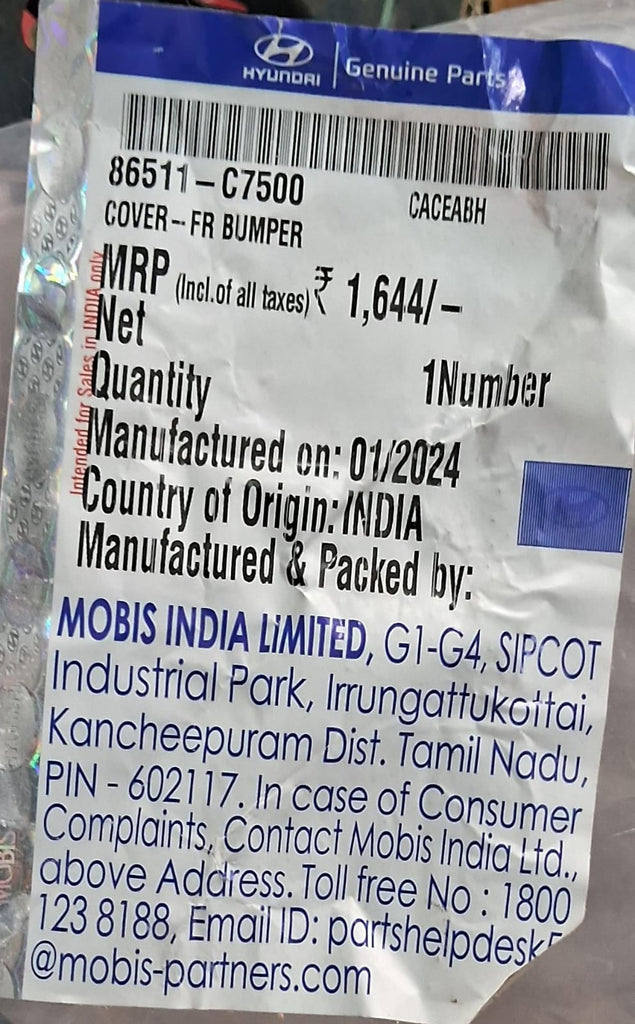 HYUNDAI | Genuine Parts
86511-C7500
CACEABH
COVER--FR BUMPER
MRP (Incl.of all taxes) ₹ 1,644/-
Net
Quantity 1Number
Manufactured on: 01/2024
Country of Origin:INDIA
Manufactured & Packed by:
MOBIS INDIA LIMITED, G1-G4, SIPCOT
Industrial Park, Irrungattukottai,
Kancheepuram Dist. Tamil Nadu,
PIN - 602117. In case of Consumer
Complaints, Contact Mobis India Ltd.,
above Address. Toll free No : 1800
123 8188, Email ID: partshelpdesk
@mobis-partners.com
Intended for Sales in INDIA only
MOBIS